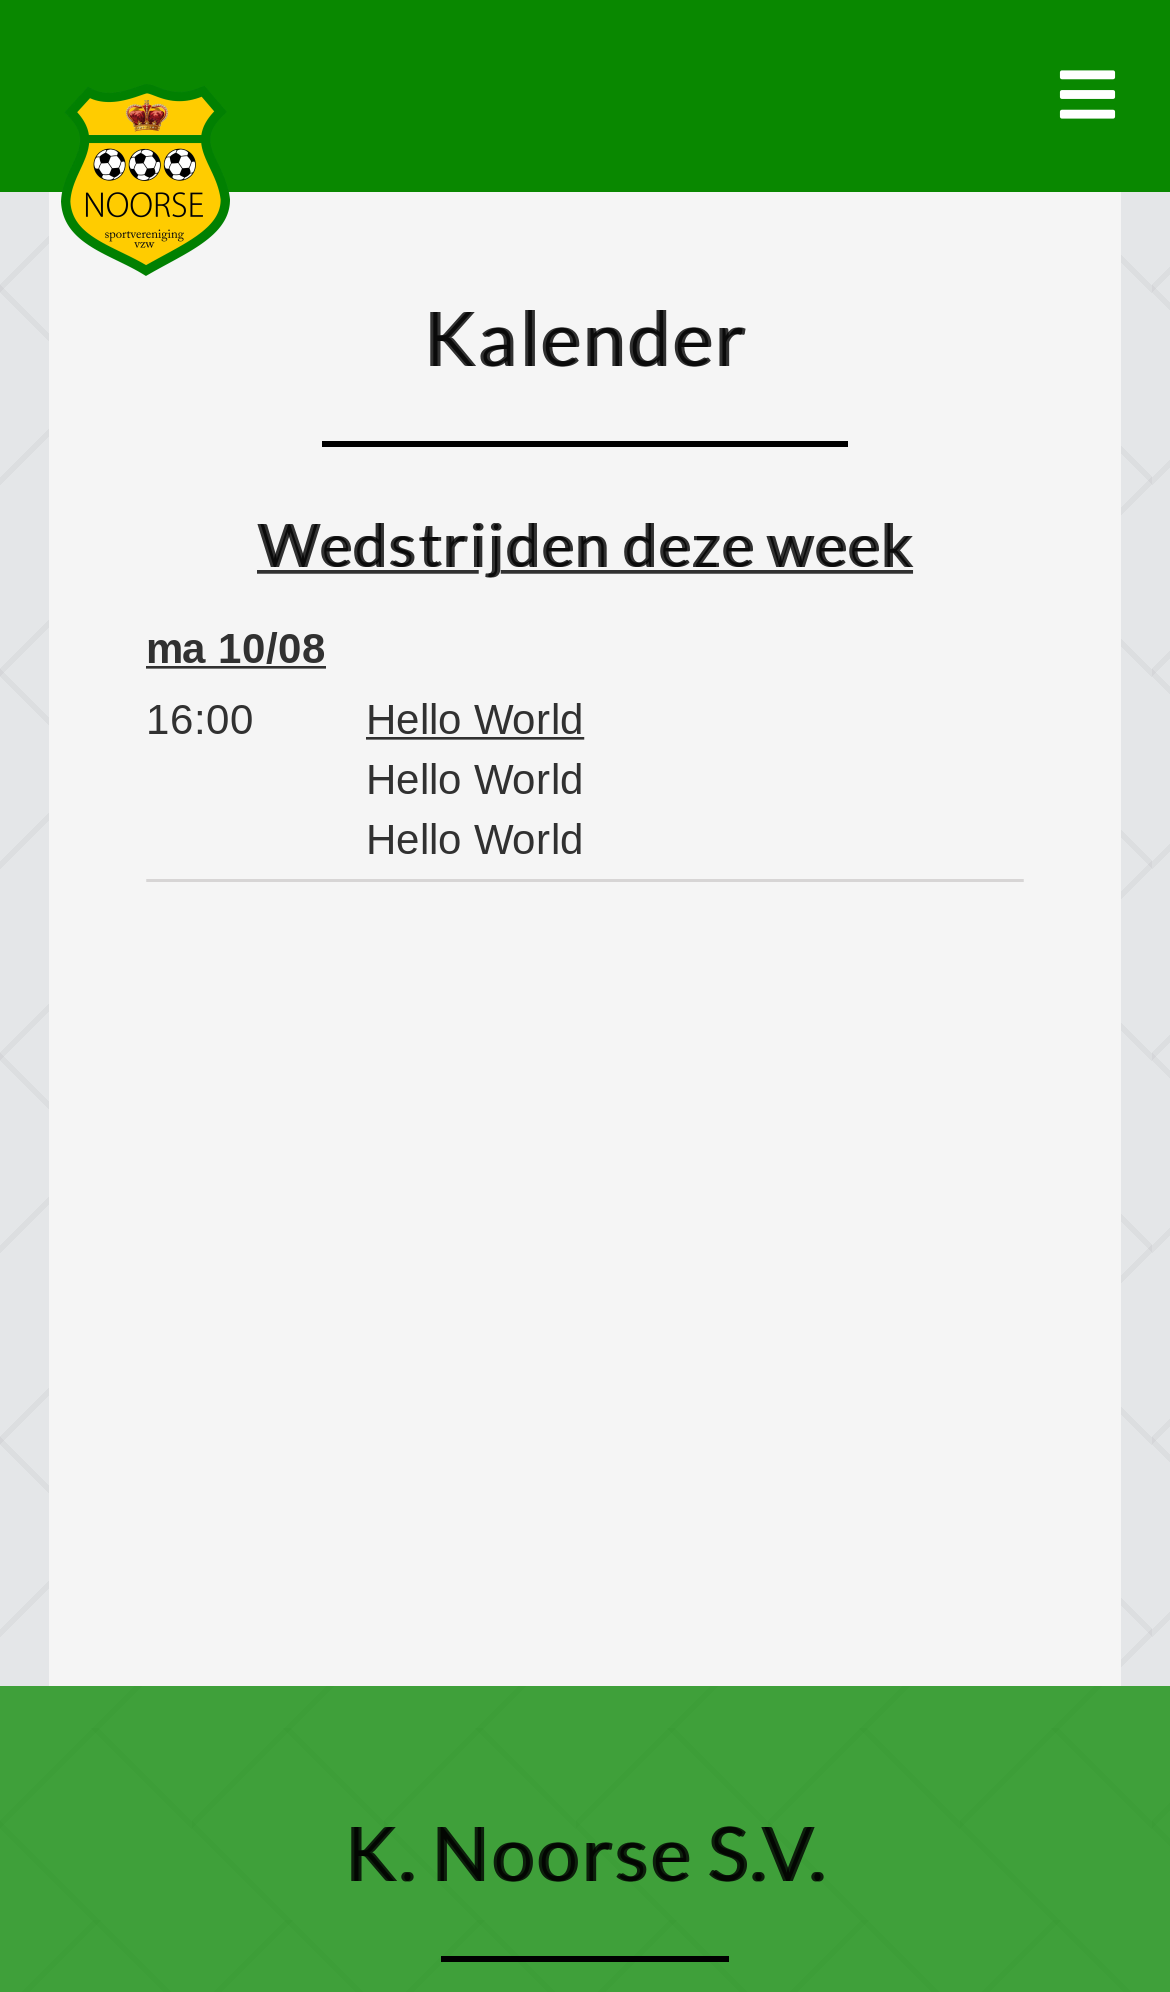 NOORSE
sportvereniging
vzw
Kalender
Wedstrijden deze week
ma 10/08
16:00 Hello World
Hello World
Hello World
K. Noorse S.V.